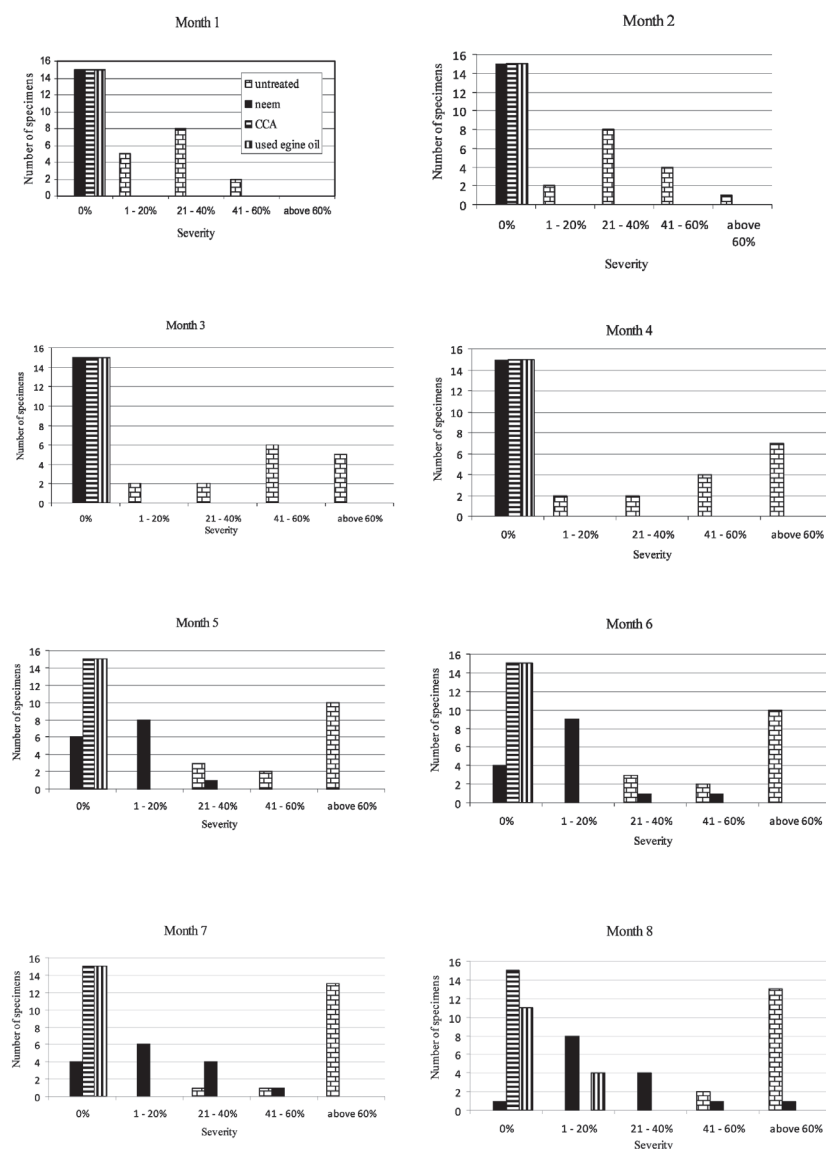 Month 1
Number of specimens
16
14
12
10
8
6
4
2
0
untreated
neem
CCA
used egine oil
0% 1 - 20% 21 - 40% 41 - 60% above 60%
Severity
Month 2
Number of specimens
16
14
12
10
8
6
4
2
0
0% 1 - 20% 21 - 40% 41 - 60% above
60%
Severity
Month 3
Number of specimens
16
14
12
10
8
6
4
2
0
0% 1 - 20% 21 - 40% 41 - 60% above 60%
Severity
Month 4
Number of specimens
16
14
12
10
8
6
4
2
0
0% 1 - 20% 21 - 40% 41 - 60% above 60%
Severity
Month 5
Number of specimens
16
14
12
10
8
6
4
2
0
0% 1 - 20% 21 - 40% 41 - 60% above 60%
Severity
Month 6
Number of specimens
16
14
12
10
8
6
4
2
0
0% 1 - 20% 21 - 40% 41 - 60% above 60%
Severity
Month 7
Number of specimens
16
14
12
10
8
6
4
2
0
0% 1 - 20% 21 - 40% 41 - 60% above 60%
Severity
Month 8
Number of specimens
16
14
12
10
8
6
4
2
0
0% 1 - 20% 21 - 40% 41 - 60% above 60%
Severity